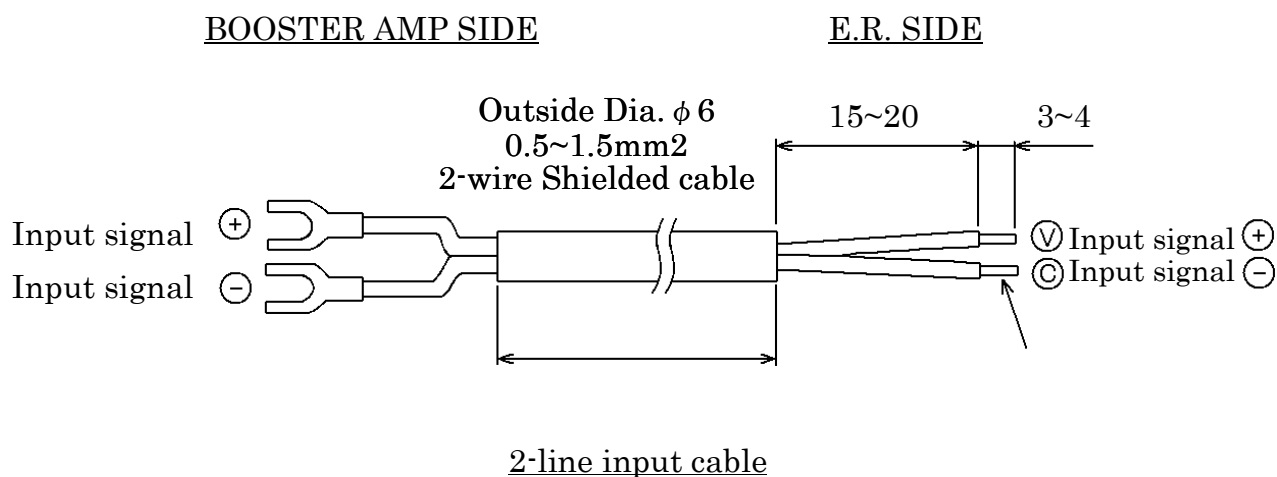 BOOSTER AMP SIDE
E.R. SIDE
Outside Dia. φ 6
0.5~1.5mm2
2-wire Shielded cable
15~20
3~4
Input signal ⊕
Input signal ⊖
Ⓥ Input signal ⊕
Ⓒ Input signal ⊖
2-line input cable